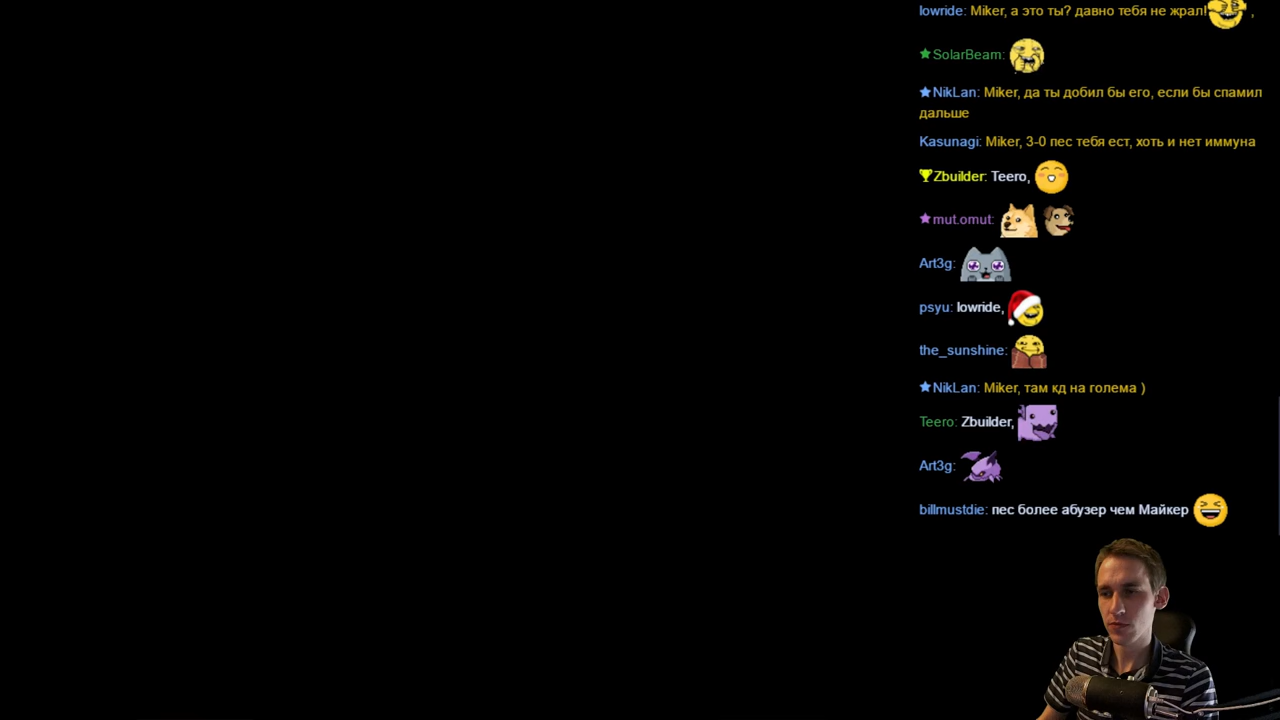 lowride: Miker, а это ты? давно тебя не жрал! ,
SolarBeam:
NikLan: Miker, да ты добил бы его, если бы спамил
дальше
Kasunagi: Miker, 3-0 пес тебя ест, хоть и нет иммуна
Zbuilder: Teero,
mut.omut:
Art3g:
psyu: lowride,
the_sunshine:
NikLan: Miker, там кд на голема )
Teero: Zbuilder,
Art3g:
billmustdie: пес более абузер чем Майкер